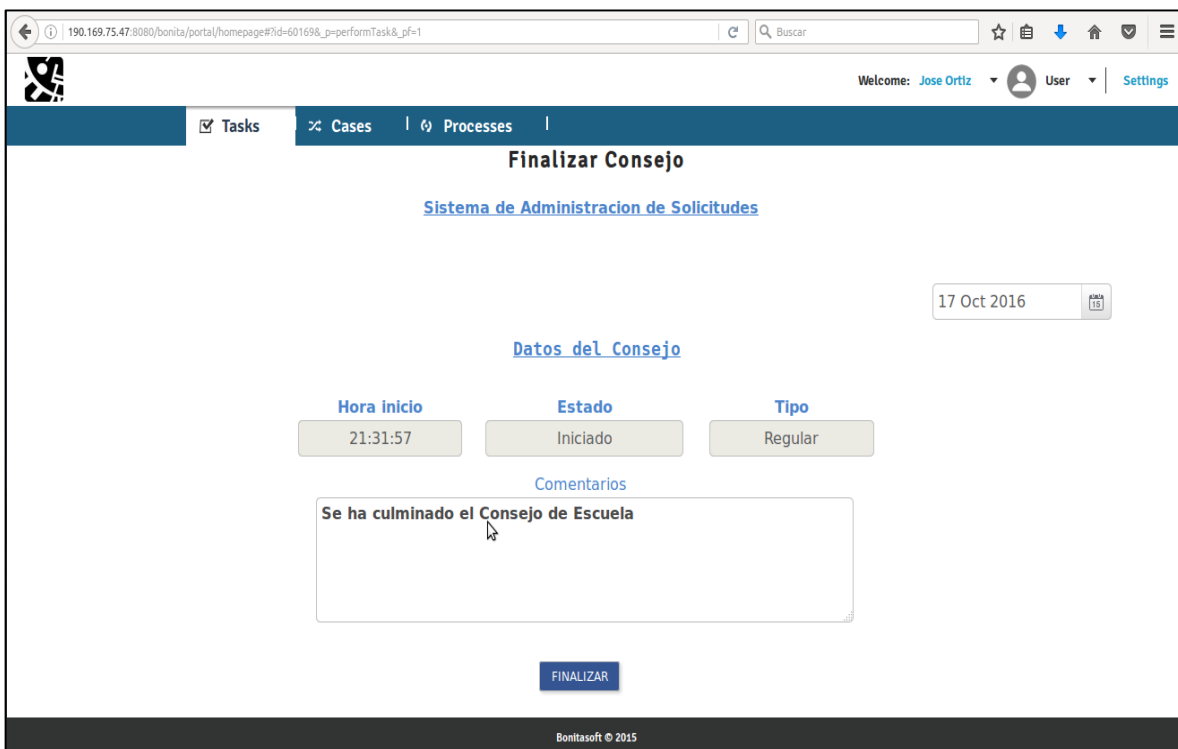 190.169.75.47:8080/bonita/portal/homepage#?id=60169&_p=performTask&_pf=1
Buscar
Welcome: Jose Ortiz User Settings
Tasks Cases Processes
Finalizar Consejo
Sistema de Administracion de Solicitudes
17 Oct 2016
15
Datos del Consejo
Hora inicio Estado Tipo
21:31:57 Iniciado Regular
Comentarios
Se ha culminado el Consejo de Escuela
FINALIZAR
Bonitasoft © 2015